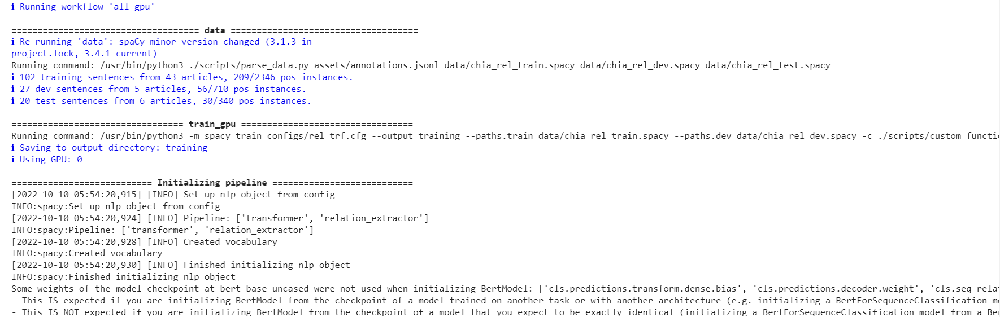 ℹ Running workflow 'all_gpu'
==================================== data ====================================
ℹ Re-running 'data': spaCy minor version changed (3.1.3 in
project.lock, 3.4.1 current)
Running command: /usr/bin/python3 ./scripts/parse_data.py assets/annotations.jsonl data/chia_rel_train.spacy data/chia_rel_dev.spacy data/chia_rel_test.spacy
ℹ 102 training sentences from 43 articles, 209/2346 pos instances.
ℹ 27 dev sentences from 5 articles, 56/710 pos instances.
ℹ 20 test sentences from 6 articles, 30/340 pos instances.
================================= train_gpu =================================
Running command: /usr/bin/python3 -m spacy train configs/rel_trf.cfg --output training --paths.train data/chia_rel_train.spacy --paths.dev data/chia_rel_dev.spacy -c ./scripts/custom_functio
ℹ Saving to output directory: training
ℹ Using GPU: 0
=========================== Initializing pipeline ===========================
[2022-10-10 05:54:20,915] [INFO] Set up nlp object from config
INFO:spacy:Set up nlp object from config
[2022-10-10 05:54:20,924] [INFO] Pipeline: ['transformer', 'relation_extractor']
INFO:spacy:Pipeline: ['transformer', 'relation_extractor']
[2022-10-10 05:54:20,928] [INFO] Created vocabulary
INFO:spacy:Created vocabulary
[2022-10-10 05:54:20,930] [INFO] Finished initializing nlp object
INFO:spacy:Finished initializing nlp object
Some weights of the model checkpoint at bert-base-uncased were not used when initializing BertModel: ['cls.predictions.transform.dense.bias', 'cls.predictions.decoder.weight', 'cls.seq_relat
- This IS expected if you are initializing BertModel from the checkpoint of a model trained on another task or with another architecture (e.g. initializing a BertForSequenceClassification mo
- This IS NOT expected if you are initializing BertModel from the checkpoint of a model that you expect to be exactly identical (initializing a BertForSequenceClassification model from a Ber